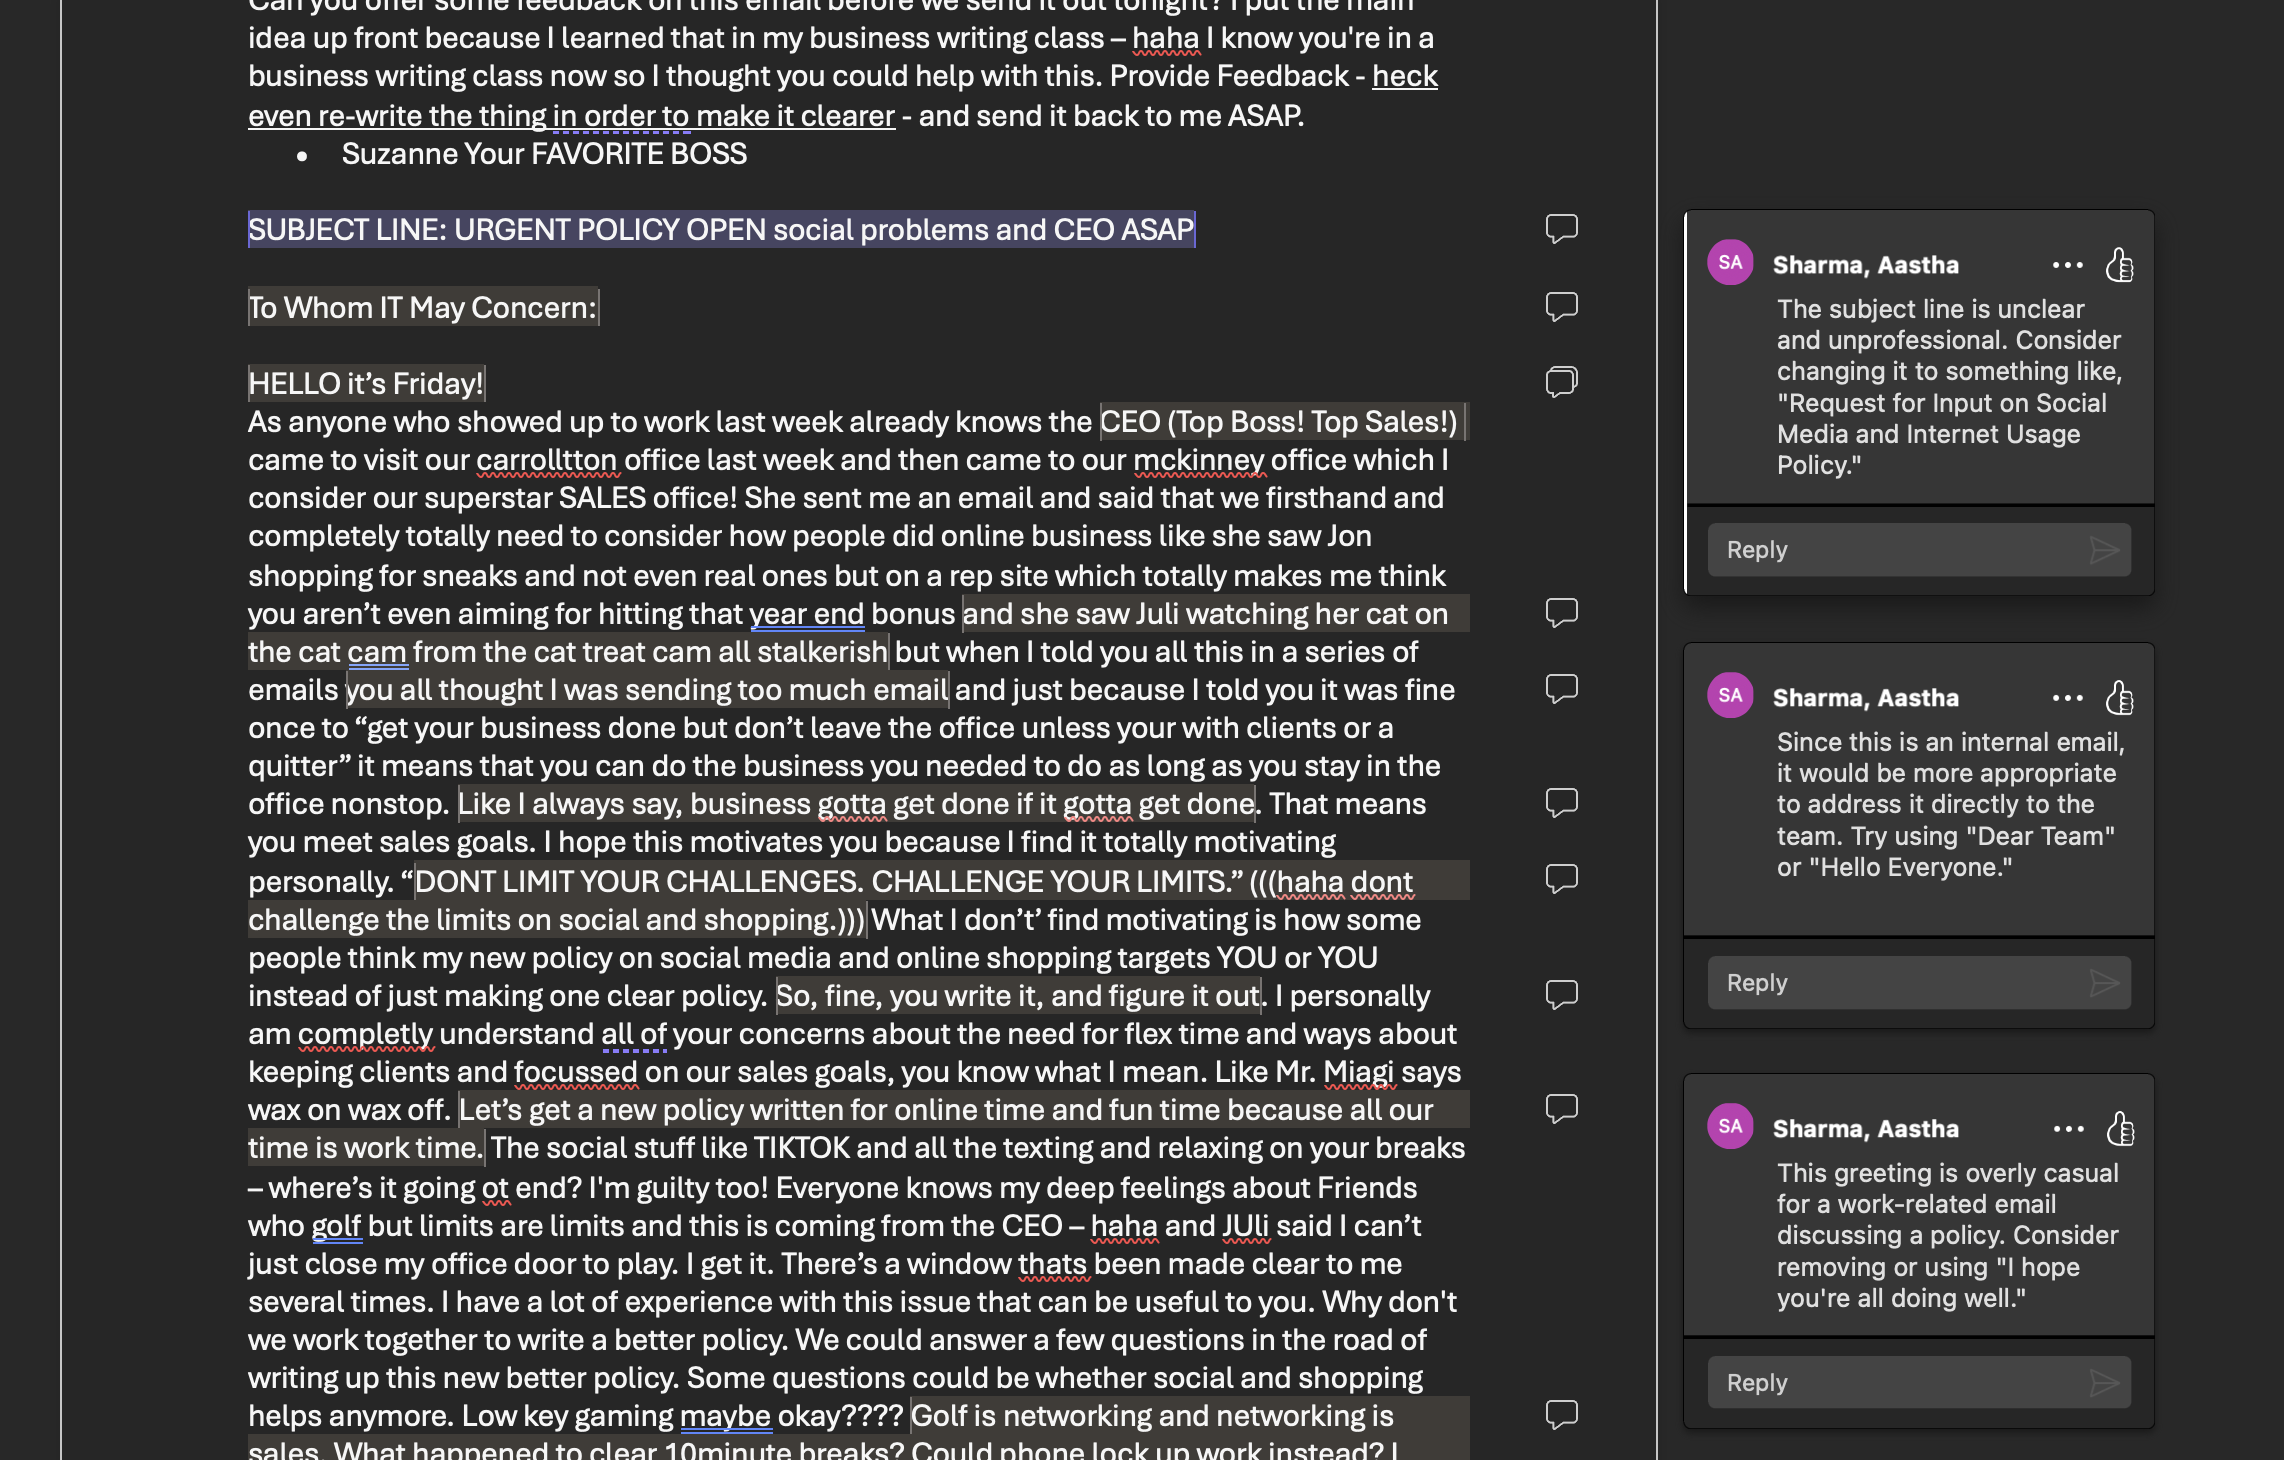 Can you offer some feedback on this email before we send it out tonight? I put the main
idea up front because I learned that in my business writing class – haha I know you're in a
business writing class now so I thought you could help with this. Provide Feedback - heck
even re-write the thing in order to make it clearer - and send it back to me ASAP.
• Suzanne Your FAVORITE BOSS
SUBJECT LINE: URGENT POLICY OPEN social problems and CEO ASAP
To Whom IT May Concern:
HELLO it’s Friday!
As anyone who showed up to work last week already knows the CEO (Top Boss! Top Sales!)
came to visit our carrolltton office last week and then came to our mckinney office which I
consider our superstar SALES office! She sent me an email and said that we firsthand and
completely totally need to consider how people did online business like she saw Jon
shopping for sneaks and not even real ones but on a rep site which totally makes me think
you aren’t even aiming for hitting that year end bonus and she saw Juli watching her cat on
the cat cam from the cat treat cam all stalkerish but when I told you all this in a series of
emails you all thought I was sending too much email and just because I told you it was fine
once to “get your business done but don’t leave the office unless your with clients or a
quitter” it means that you can do the business you needed to do as long as you stay in the
office nonstop. Like I always say, business gotta get done if it gotta get done. That means
you meet sales goals. I hope this motivates you because I find it totally motivating
personally. “DONT LIMIT YOUR CHALLENGES. CHALLENGE YOUR LIMITS.” (((haha dont
challenge the limits on social and shopping.))) What I don’t’ find motivating is how some
people think my new policy on social media and online shopping targets YOU or YOU
instead of just making one clear policy. So, fine, you write it, and figure it out. I personally
am completly understand all of your concerns about the need for flex time and ways about
keeping clients and focussed on our sales goals, you know what I mean. Like Mr. Miagi says
wax on wax off. Let’s get a new policy written for online time and fun time because all our
time is work time. The social stuff like TIKTOK and all the texting and relaxing on your breaks
– where’s it going ot end? I'm guilty too! Everyone knows my deep feelings about Friends
who golf but limits are limits and this is coming from the CEO – haha and JUli said I can’t
just close my office door to play. I get it. There’s a window thats been made clear to me
several times. I have a lot of experience with this issue that can be useful to you. Why don't
we work together to write a better policy. We could answer a few questions in the road of
writing up this new better policy. Some questions could be whether social and shopping
helps anymore. Low key gaming maybe okay???? Golf is networking and networking is
sales. What happened to clear 10minute breaks? Could phone lock up work instead? I
SA
Sharma, Aastha
The subject line is unclear
and unprofessional. Consider
changing it to something like,
"Request for Input on Social
Media and Internet Usage
Policy."
Reply
SA
Sharma, Aastha
Since this is an internal email,
it would be more appropriate
to address it directly to the
team. Try using "Dear Team"
or "Hello Everyone."
Reply
SA
Sharma, Aastha
This greeting is overly casual
for a work-related email
discussing a policy. Consider
removing or using "I hope
you're all doing well."
Reply